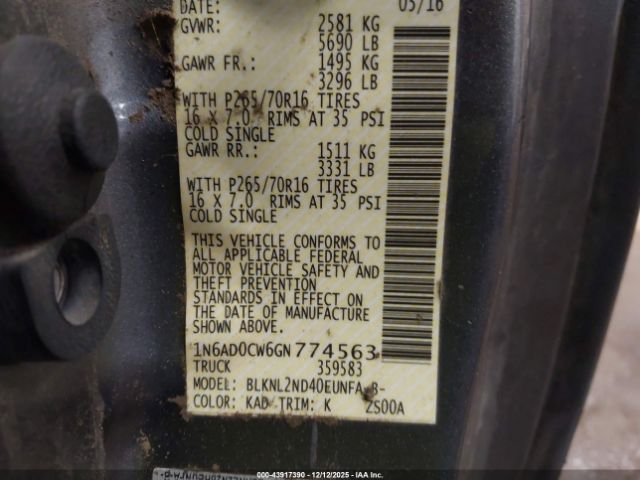 DATE: 05/16
GVWR: 2581 KG
5690 LB
GAWR FR.: 1495 KG
3296 LB
WITH P265/70R16 TIRES
16 X 7.0 RIMS AT 35 PSI
COLD SINGLE
GAWR RR.: 1511 KG
3331 LB
WITH P265/70R16 TIRES
16 X 7.0 RIMS AT 35 PSI
COLD SINGLE
THIS VEHICLE CONFORMS TO
ALL APPLICABLE FEDERAL
MOTOR VEHICLE SAFETY AND
THEFT PREVENTION
STANDARDS IN EFFECT ON
THE DATE OF MANUFACTURE
SHOWN ABOVE.
1N6AD0CW6GN774563
TRUCK 359583
MODEL: BLKNL2ND40EUNFA-B-
COLOR: KAD TRIM: K ZS00A
© Copyright 00-43917390 - 12/12/2025 - IAAI.com